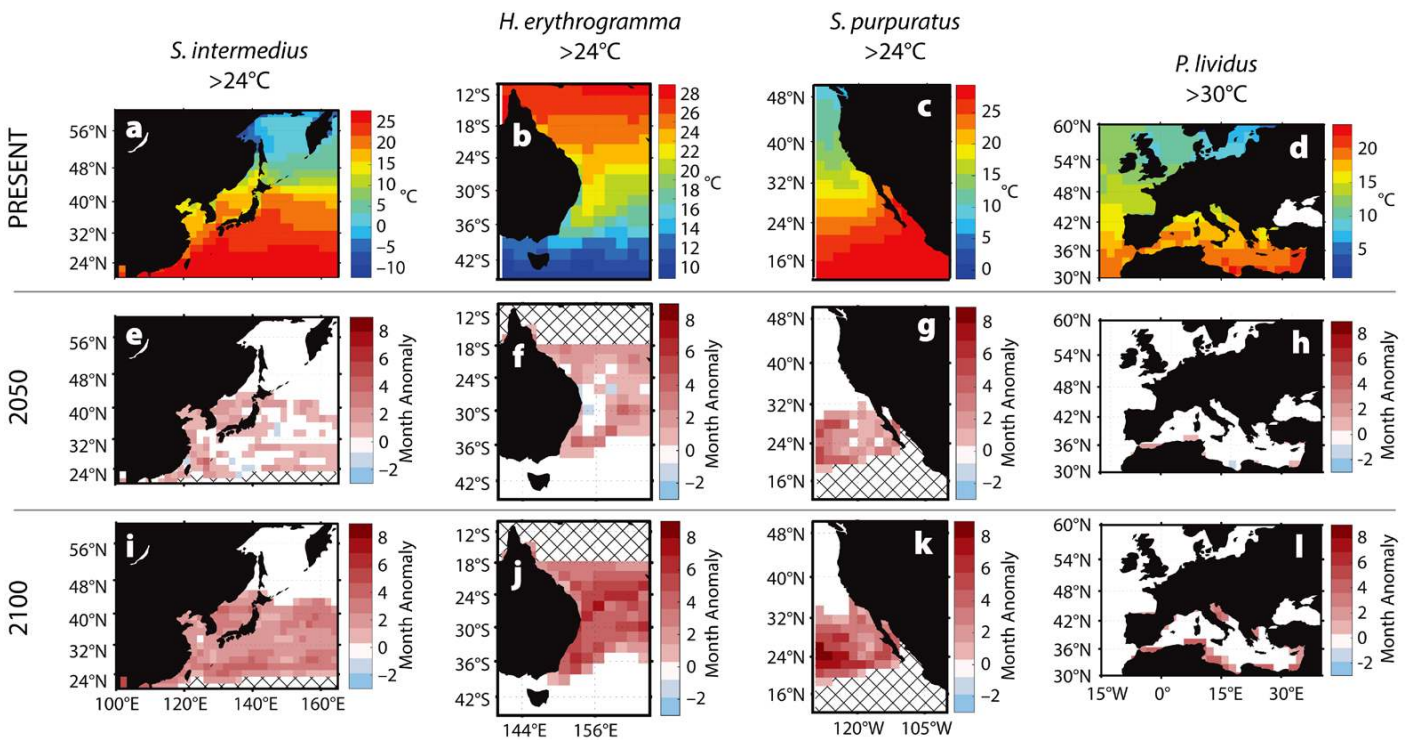 S. intermedius
>24°C
H. erythrogramma
>24°C
S. purpuratus
>24°C
P. lividus
>30°C
PRESENT
a
56°N
48°N
40°N
32°N
24°N
25
20
15
10
5
0
−5
−10
°C
b
12°S
18°S
24°S
30°S
36°S
42°S
28
26
24
22
20
18
16
14
12
10
°C
c
48°N
40°N
32°N
24°N
16°N
25
20
15
10
5
0
°C
d
60°N
54°N
48°N
42°N
36°N
30°N
20
15
10
5
°C
2050
e
56°N
48°N
40°N
32°N
24°N
8
6
4
2
0
−2
Month Anomaly
f
12°S
18°S
24°S
30°S
36°S
42°S
8
6
4
2
0
−2
Month Anomaly
g
48°N
40°N
32°N
24°N
16°N
8
6
4
2
0
−2
Month Anomaly
h
60°N
54°N
48°N
42°N
36°N
30°N
8
6
4
2
0
−2
Month Anomaly
2100
i
56°N
48°N
40°N
32°N
24°N
100°E 120°E 140°E 160°E
8
6
4
2
0
−2
Month Anomaly
j
12°S
18°S
24°S
30°S
36°S
42°S
144°E 156°E
8
6
4
2
0
−2
Month Anomaly
k
48°N
40°N
32°N
24°N
16°N
120°W 105°W
8
6
4
2
0
−2
Month Anomaly
l
60°N
54°N
48°N
42°N
36°N
30°N
15°W 0° 15°E 30°E
8
6
4
2
0
−2
Month Anomaly